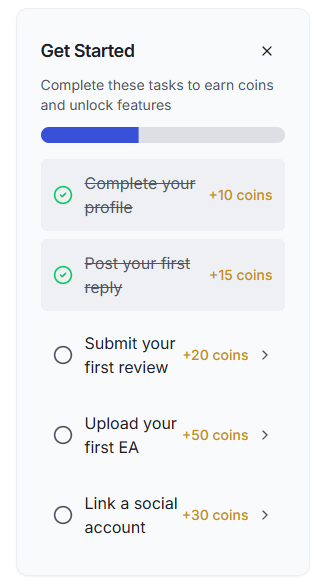 Get Started
Complete these tasks to earn coins
and unlock features
Complete your
profile
+10 coins
Post your first
reply
+15 coins
Submit your
first review
+20 coins
Upload your
first EA
+50 coins
Link a social
account
+30 coins